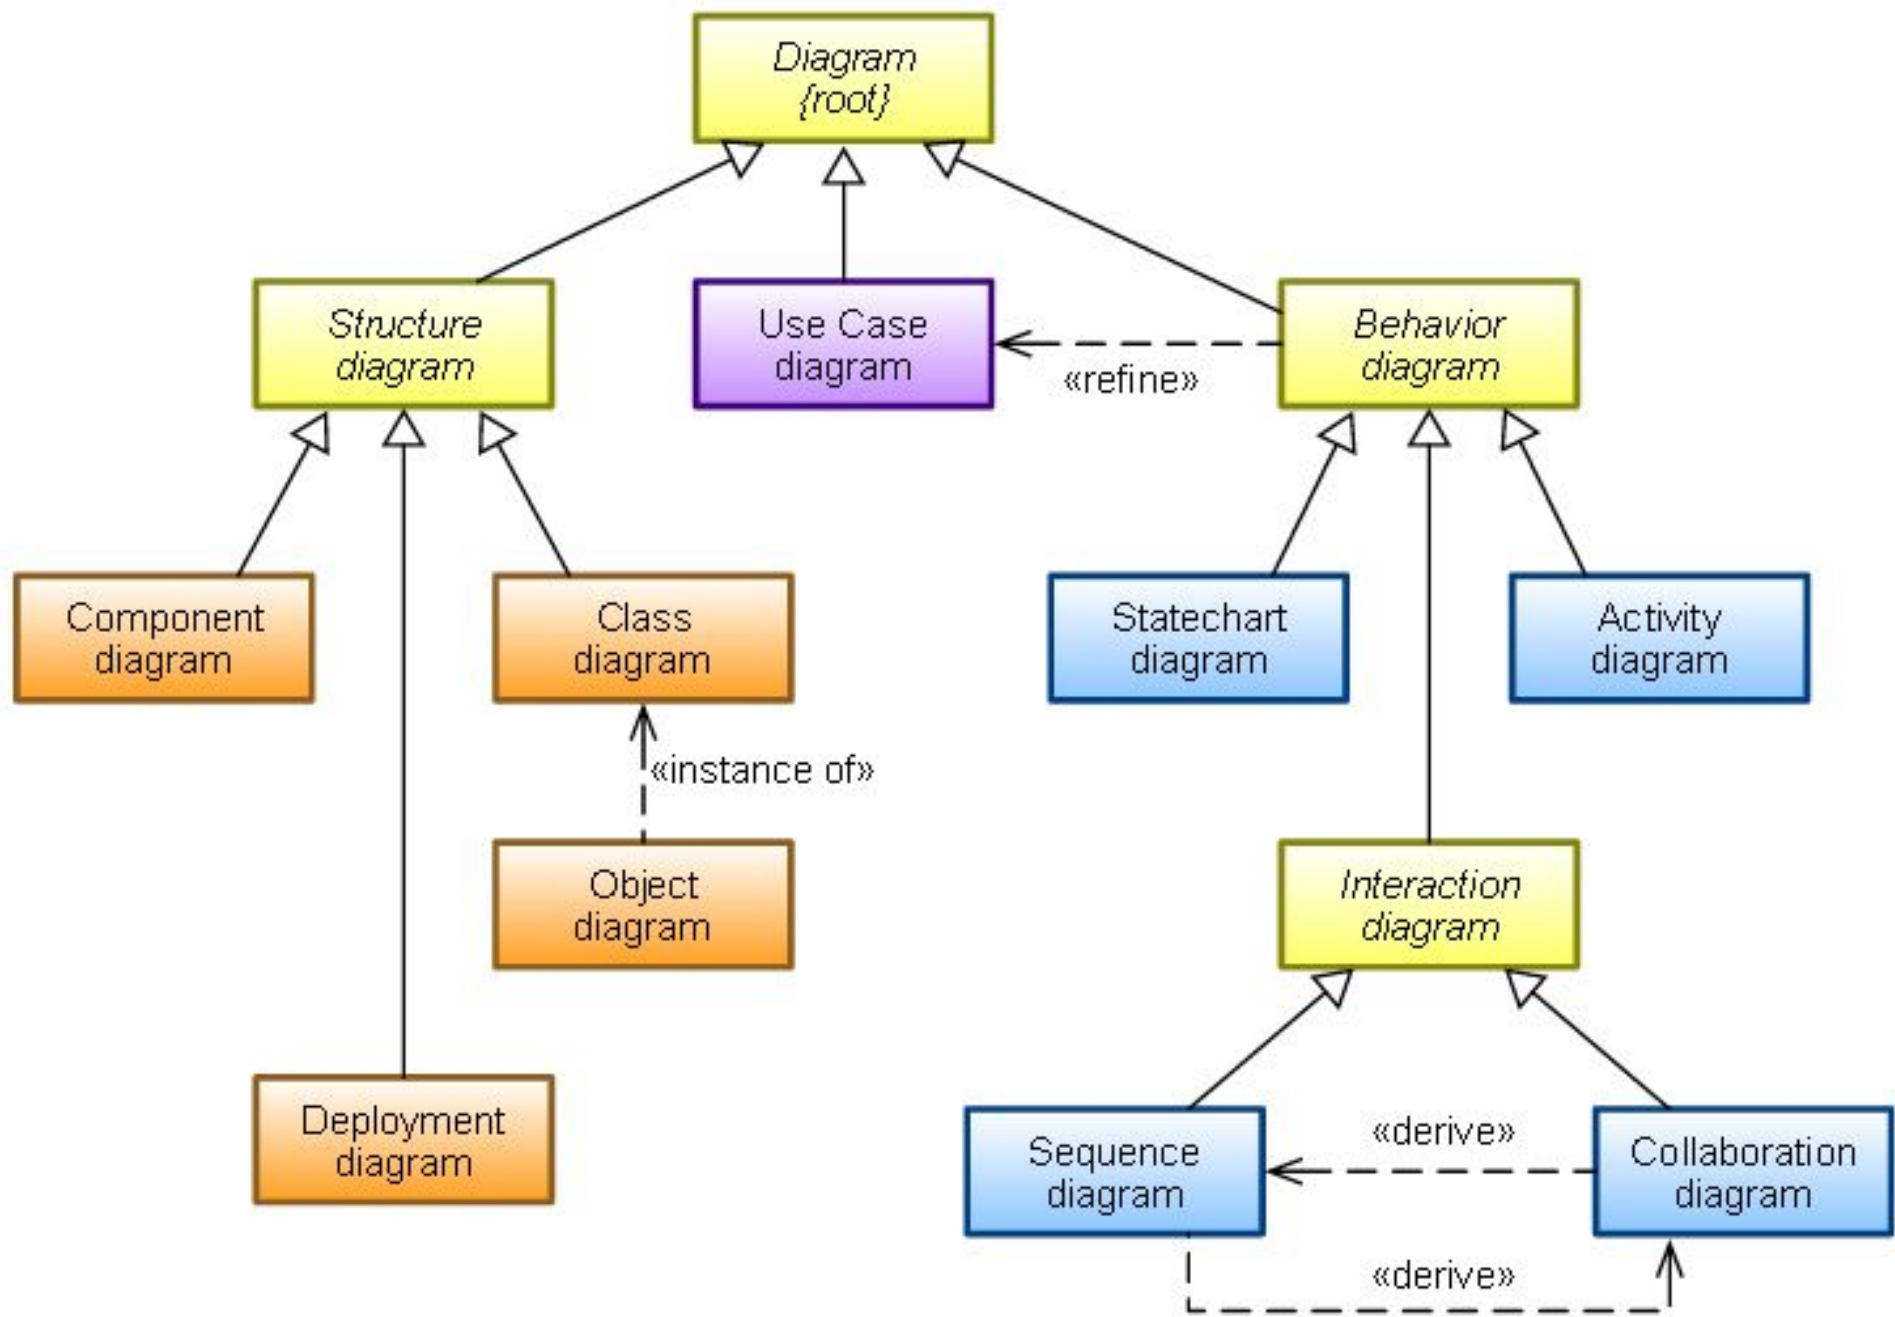 Diagram
{root}
Structure
diagram
Use Case
diagram
«refine»
Behavior
diagram
Component
diagram
Class
diagram
Statechart
diagram
Activity
diagram
«instance of»
Object
diagram
Interaction
diagram
Deployment
diagram
Sequence
diagram
«derive»
Collaboration
diagram
«derive»